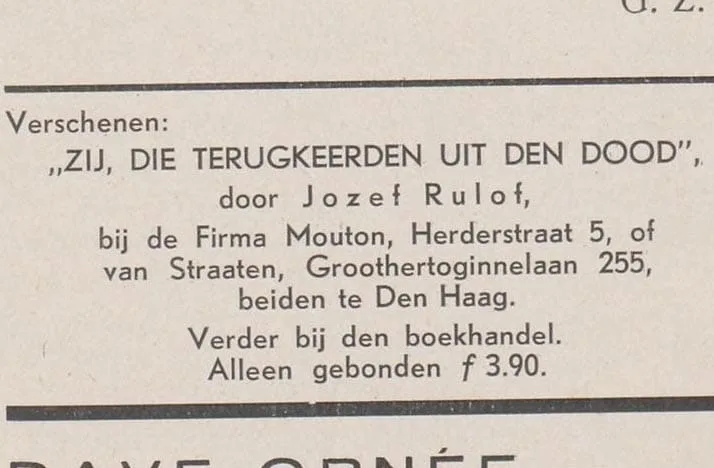 G. Z.
Verschenen:
„ZIJ, DIE TERUGKEERDEN UIT DEN DOOD”,
door Jozef Rulof,
bij de Firma Mouton, Herderstraat 5, of
van Straaten, Groothertoginnelaan 255,
beiden te Den Haag.
Verder bij den boekhandel.
Alleen gebonden f 3.90.